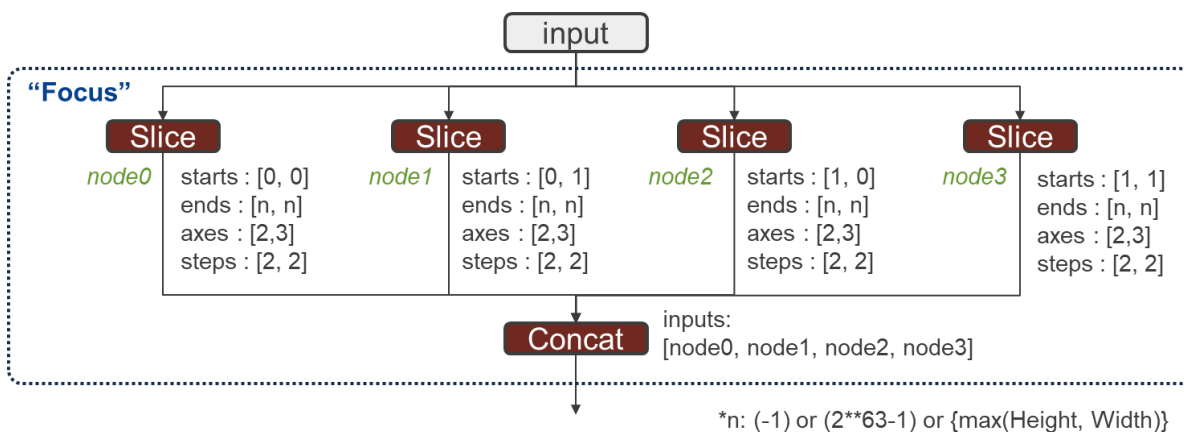 input
“Focus”
Slice
Slice
Slice
Slice
node0
starts : [0, 0]
ends : [n, n]
axes : [2,3]
steps : [2, 2]
node1
starts : [0, 1]
ends : [n, n]
axes : [2,3]
steps : [2, 2]
node2
starts : [1, 0]
ends : [n, n]
axes : [2,3]
steps : [2, 2]
node3
starts : [1, 1]
ends : [n, n]
axes : [2,3]
steps : [2, 2]
Concat
inputs:
[node0, node1, node2, node3]
*n: (-1) or (2**63-1) or {max(Height, Width)}